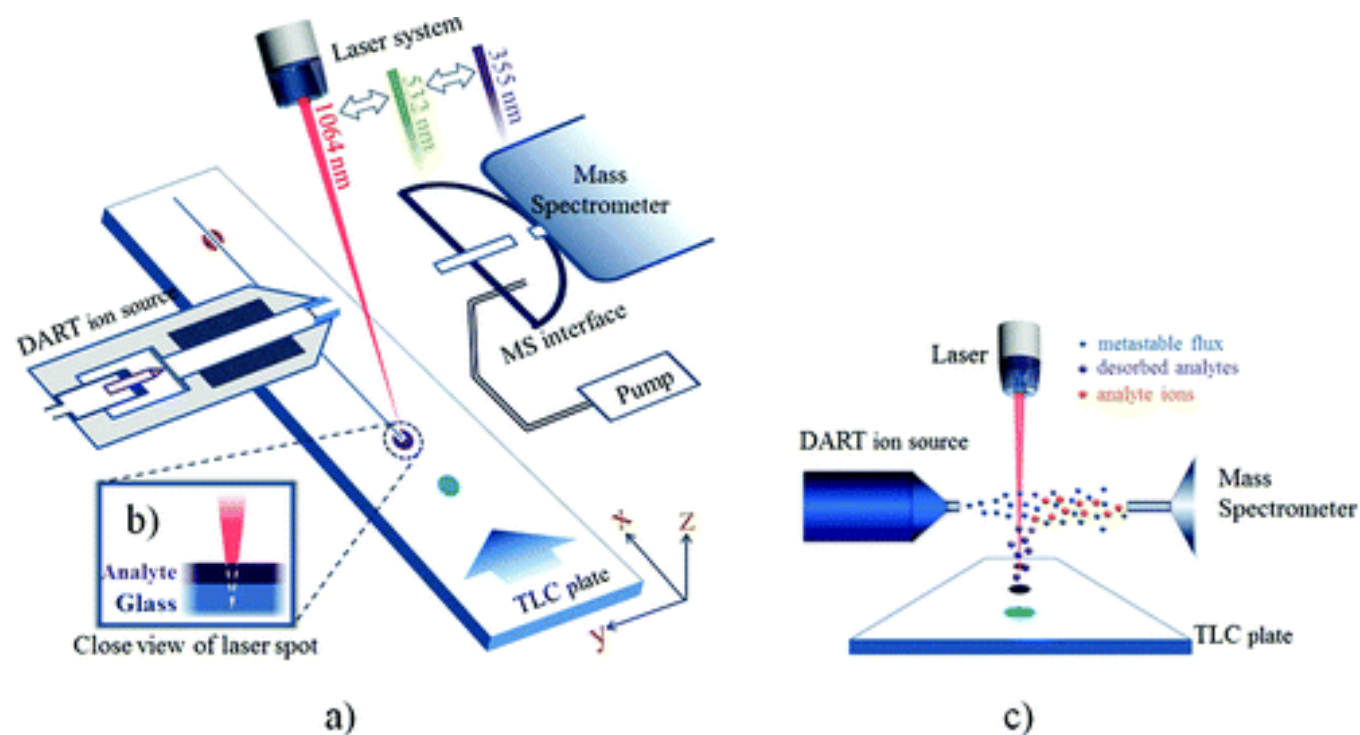 Laser system
1064 nm
532 nm
355 nm
Mass
Spectrometer
DART ion source
MS interface
Pump
b)
Analyte
Glass
Close view of laser spot
TLC plate
x
y
z
a)
Laser
metastable flux
desorbed analytes
analyte ions
DART ion source
Mass
Spectrometer
TLC plate
c)